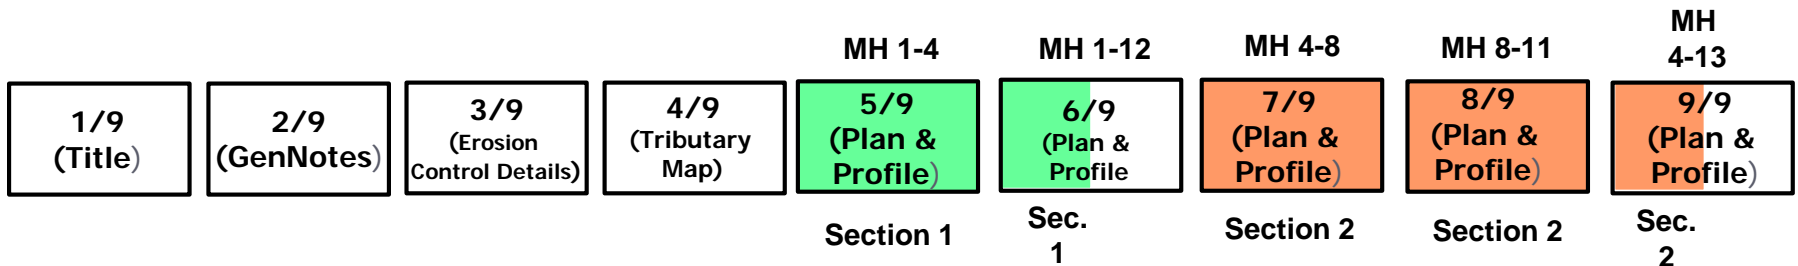 MH 1-4
MH 1-12
MH 4-8
MH 8-11
MH
4-13
1/9
(Title)
2/9
(GenNotes)
3/9
(Erosion
Control Details)
4/9
(Tributary
Map)
5/9
(Plan &
Profile)
6/9
(Plan &
Profile
7/9
(Plan &
Profile)
8/9
(Plan &
Profile)
9/9
(Plan &
Profile)
Section 1
Sec.
1
Section 2
Section 2
Sec.
2